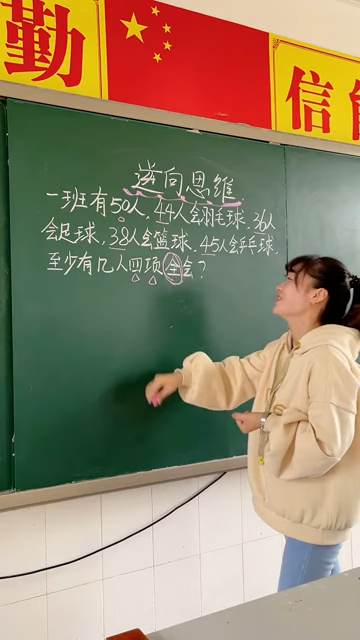 勤
信
逆向思维
一班有50人，44人会羽毛球，36人
会足球，38人会篮球，45人会乒乓球，
至少有几人四项全会？